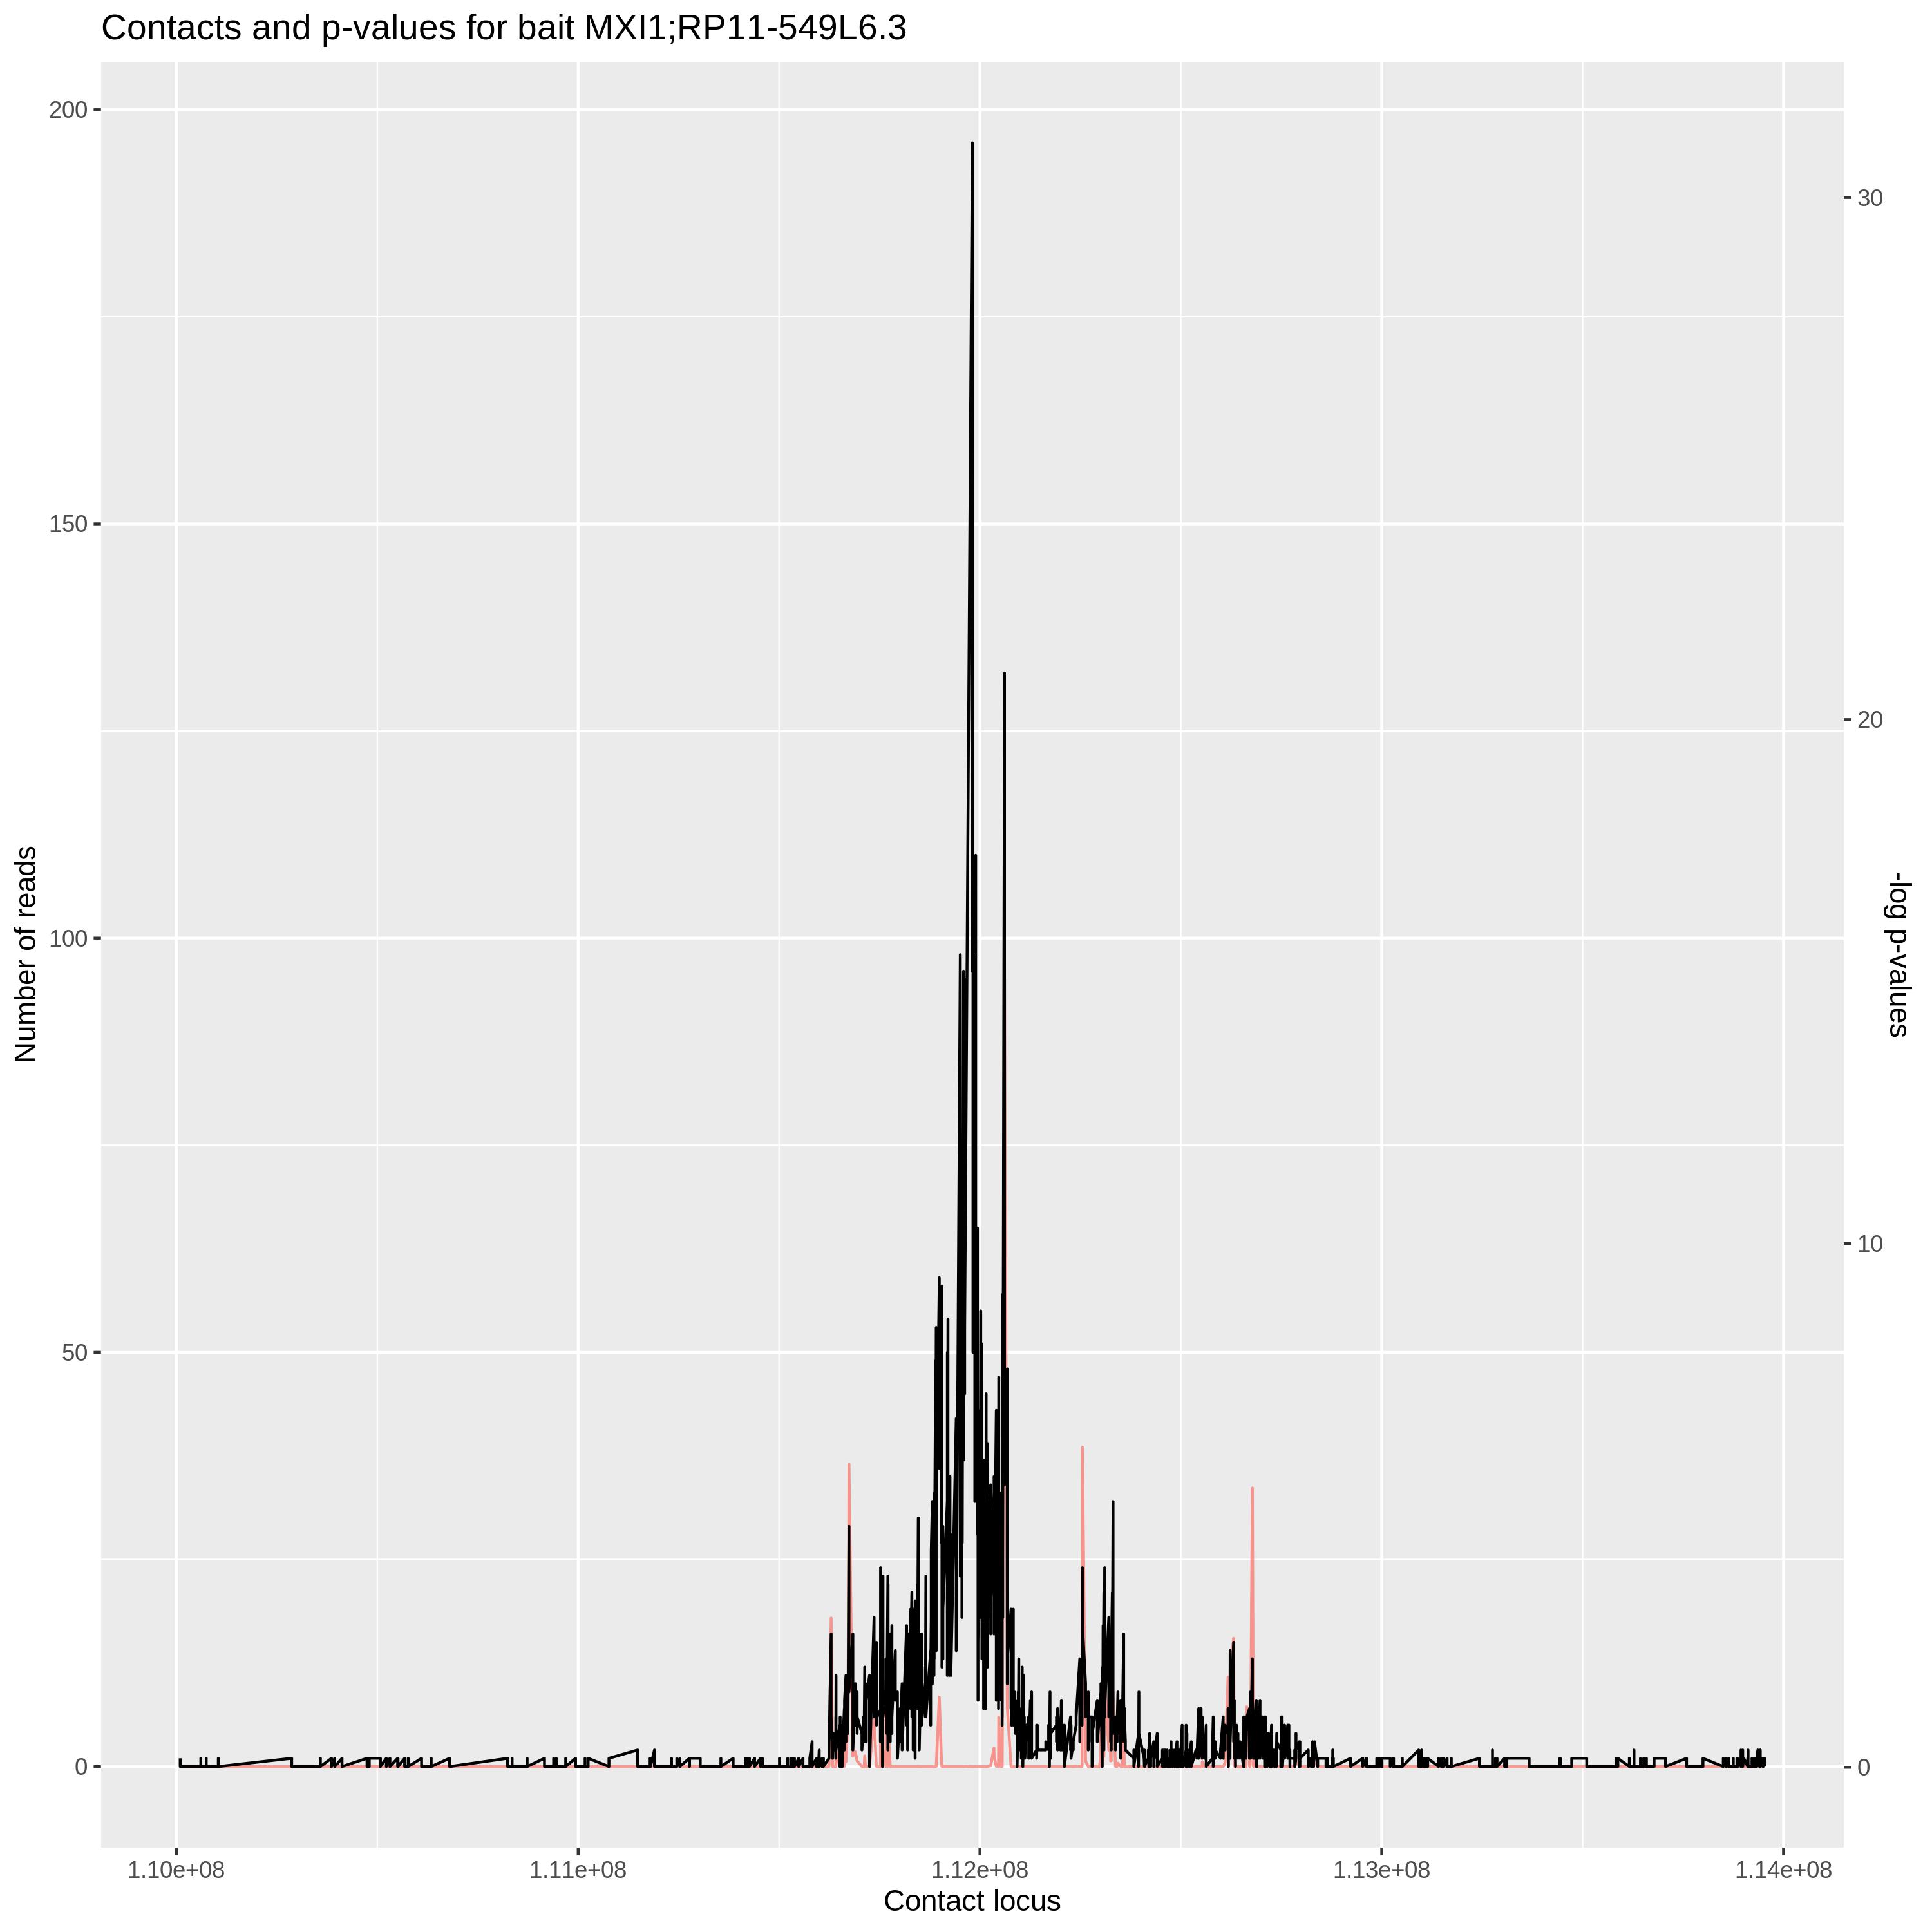 Contacts and p-values for bait MXI1;RP11-549L6.3
200
150
100
50
0
Number of reads
30
20
10
0
-log p-values
1.10e+08
1.11e+08
1.12e+08
1.13e+08
1.14e+08
Contact locus